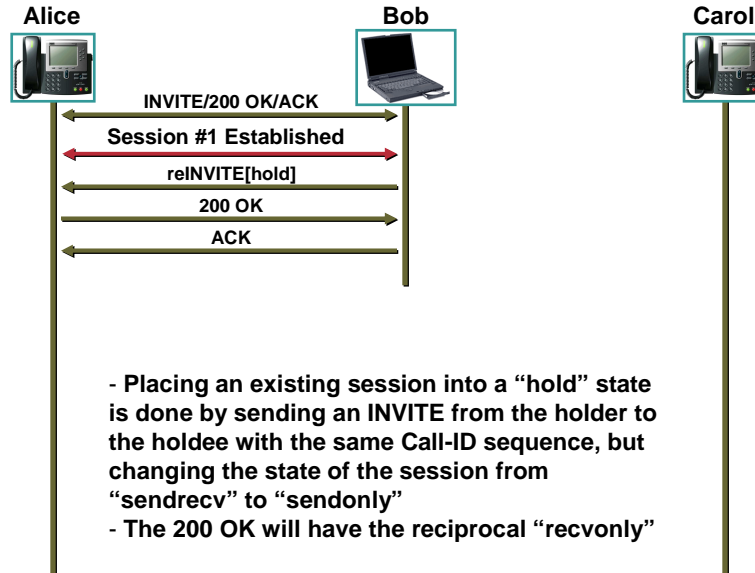 Alice
Bob
Carol
INVITE/200 OK/ACK
Session #1 Established
reINVITE[hold]
200 OK
ACK
- Placing an existing session into a “hold” state
is done by sending an INVITE from the holder to
the holdee with the same Call-ID sequence, but
changing the state of the session from
“sendrecv” to “sendonly”
- The 200 OK will have the reciprocal “recvonly”